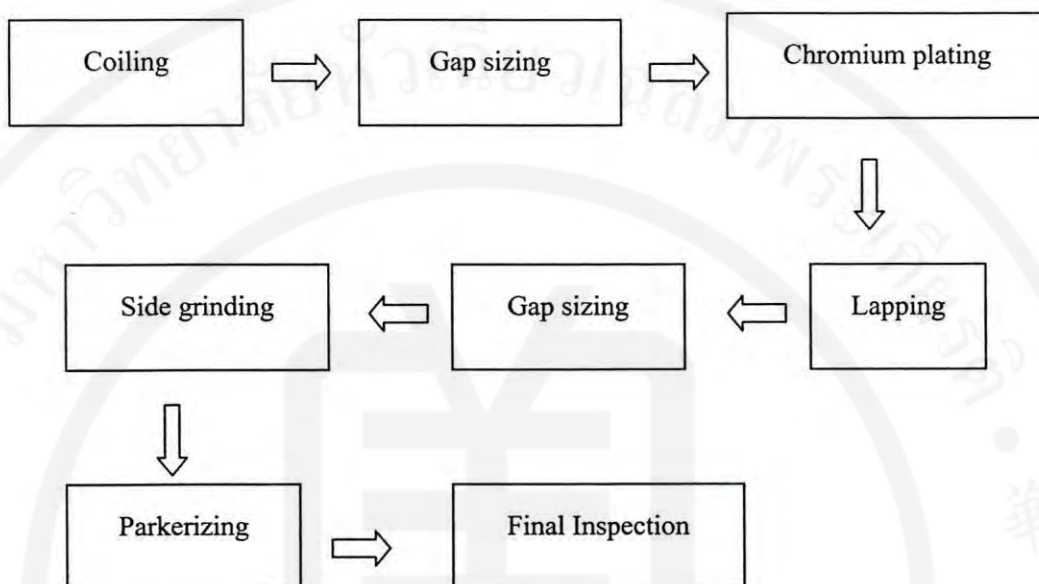 Coiling
Gap sizing
Chromium plating
Lapping
Gap sizing
Side grinding
Parkerizing
Final Inspection